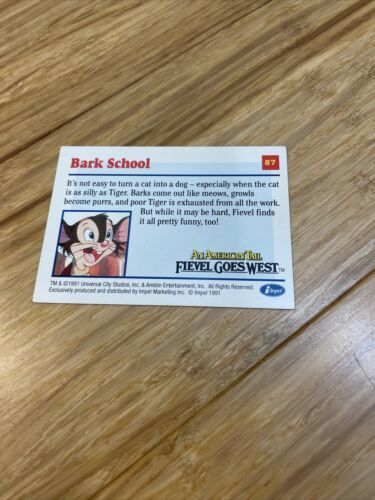 Bark School 87
It's not easy to turn a cat into a dog – especially when the cat
is as silly as Tiger. Barks come out like meows, growls
become purrs, and poor Tiger is exhausted from all the work.
But while it may be hard, Fievel finds
it all pretty funny, too!
AN AMERICAN TAIL
FIEVEL GOES WEST™
TM & ©1991 Universal City Studios, Inc. & Amblin Entertainment, Inc. All Rights Reserved.
Exclusively produced and distributed by Impel Marketing Inc. © Impel 1991
impel